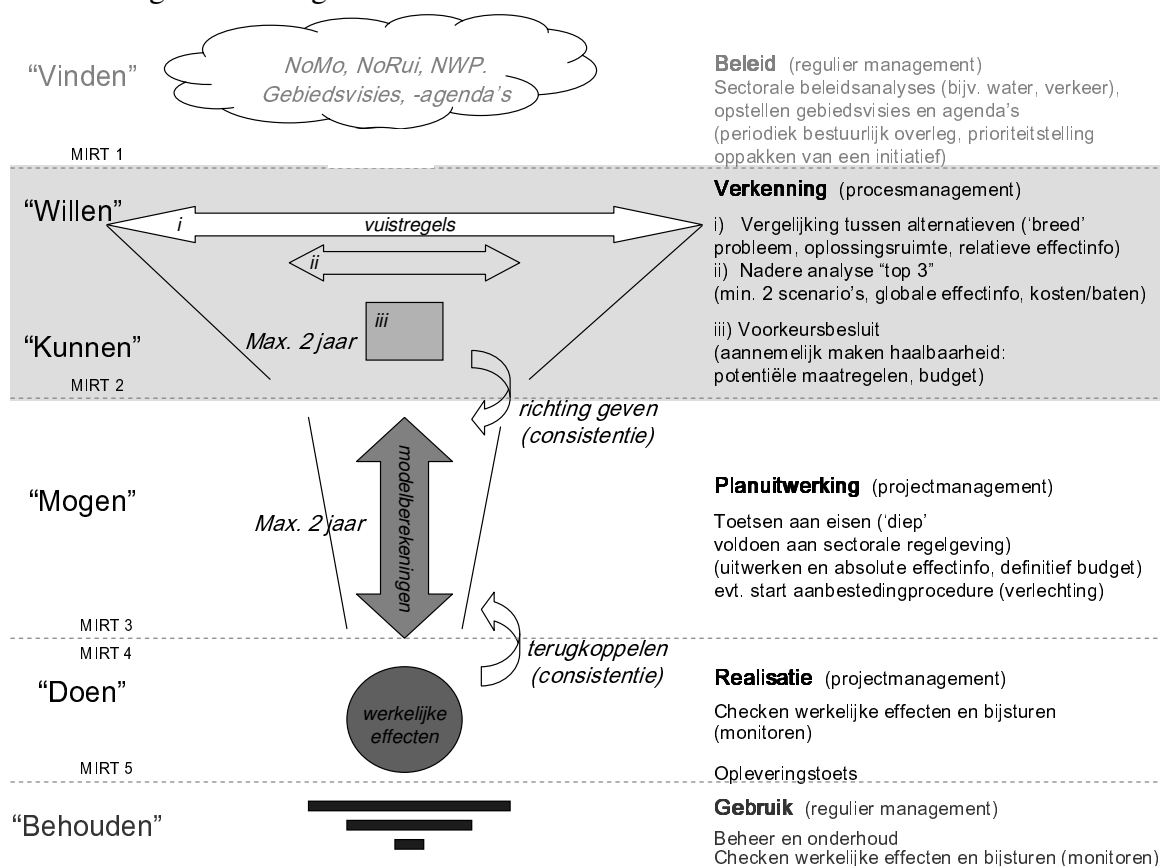 “Vinden”
NoMo, NoRui, NWP.
Gebiedsvisies, -agenda’s
Beleid (regulier management)
Sectorale beleidsanalyses (bijv. water, verkeer),
opstellen gebiedsvisies en agenda’s
(periodiek bestuurlijk overleg, prioriteitstelling
oppakken van een initiatief)
MIRT 1
“Willen”
i
vuistregels
ii
iii
Verkenning (procesmanagement)
i) Vergelijking tussen alternatieven (‘breed’
probleem, oplossingsruimte, relatieve effectinfo)
ii) Nadere analyse “top 3”
(min. 2 scenario’s, globale effectinfo, kosten/baten)
iii) Voorkeursbesluit
(aannemelijk maken haalbaarheid:
potentiële maatregelen, budget)
“Kunnen”
Max. 2 jaar
MIRT 2
richting geven
(consistentie)
“Mogen”
Max. 2 jaar
modelberekeningen
Planuitwerking (projectmanagement)
Toetsen aan eisen (‘diep’
voldoen aan sectorale regelgeving)
(uitwerken en absolute effectinfo, definitief budget)
evt. start aanbestedingprocedure (verlechting)
MIRT 3
MIRT 4
terugkoppelen
(consistentie)
“Doen”
werkelijke
effecten
Realisatie (projectmanagement)
Checken werkelijke effecten en bijsturen
(monitoren)
Opleveringstoets
MIRT 5
“Behouden”
Gebruik (regulier management)
Beheer en onderhoud
Checken werkelijke effecten en bijsturen (monitoren)